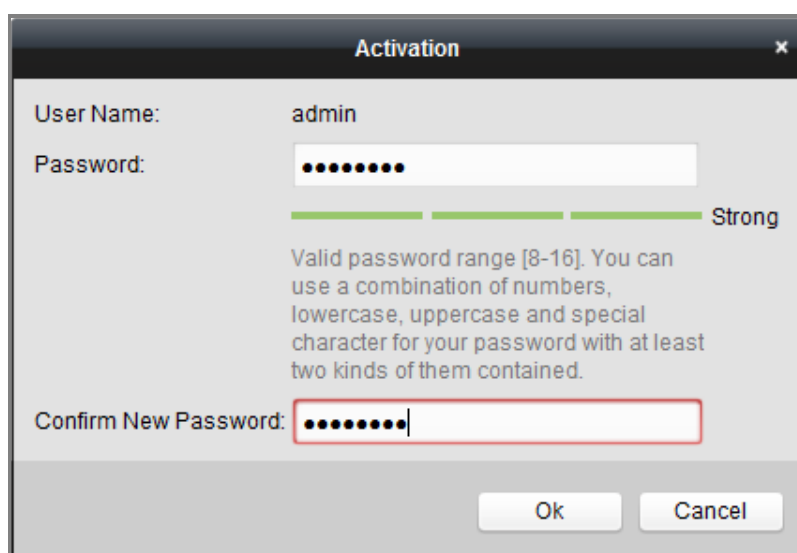 Activation ×
User Name: admin
Password: ●●●●●●●●
Strong
Valid password range [8-16]. You can
use a combination of numbers,
lowercase, uppercase and special
character for your password with at least
two kinds of them contained.
Confirm New Password: ●●●●●●●●
Ok Cancel